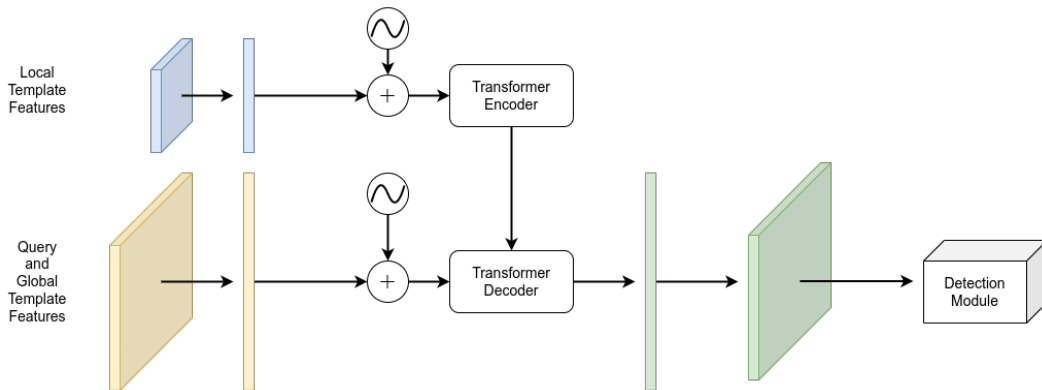 Local
Template
Features
+
Transformer
Encoder
Query
and
Global
Template
Features
+
Transformer
Decoder
Detection
Module